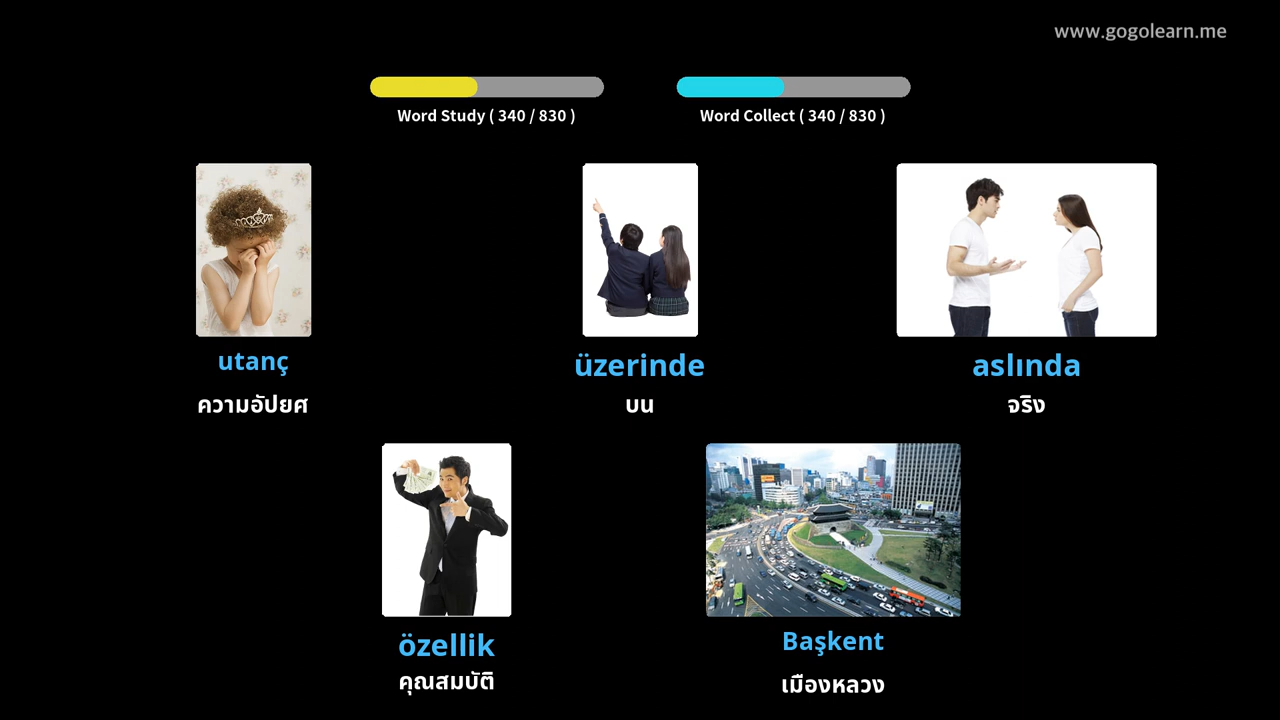 www.gogolearn.me
Word Study ( 340 / 830 )
Word Collect ( 340 / 830 )
utanç
ความอัปยศ
üzerinde
บน
aslında
จริง
özellik
คุณสมบัติ
Başkent
เมืองหลวง